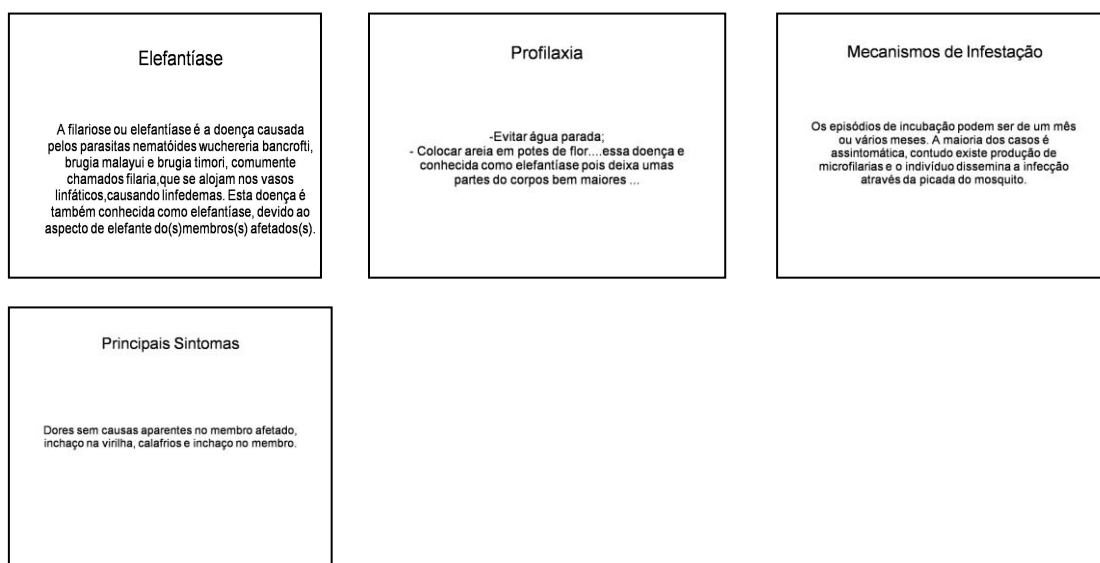 Elefantíase
A filariose ou elefantíase é a doença causada
pelos parasitas nematóides wuchereria bancrofti,
brugia malayui e brugia timori, comumente
chamados filaria,que se alojam nos vasos
linfáticos,causando linfedemas. Esta doença é
também conhecida como elefantíase, devido ao
aspecto de elefante do(s)membros(s) afetados(s).
Profilaxia
-Evitar água parada;
- Colocar areia em potes de flor....essa doença e
conhecida como elefantíase pois deixa umas
partes do corpos bem maiores ...
Mecanismos de Infestação
Os episódios de incubação podem ser de um mês
ou vários meses. A maioria dos casos é
assintomática, contudo existe produção de
microfilarias e o indivíduo dissemina a infecção
através da picada do mosquito.
Principais Sintomas
Dores sem causas aparentes no membro afetado,
inchaço na virilha, calafrios e inchaço no membro.